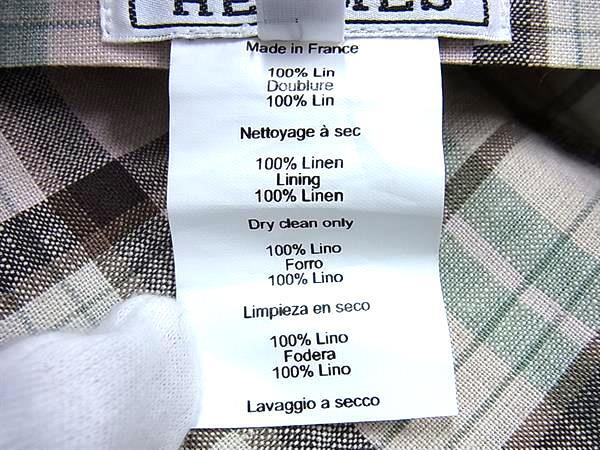 HERMES
Made in France
100% Lin
Doublure
100% Lin
Nettoyage à sec
100% Linen
Lining
100% Linen
Dry clean only
100% Lino
Forro
100% Lino
Limpieza en seco
100% Lino
Fodera
100% Lino
Lavaggio a secco